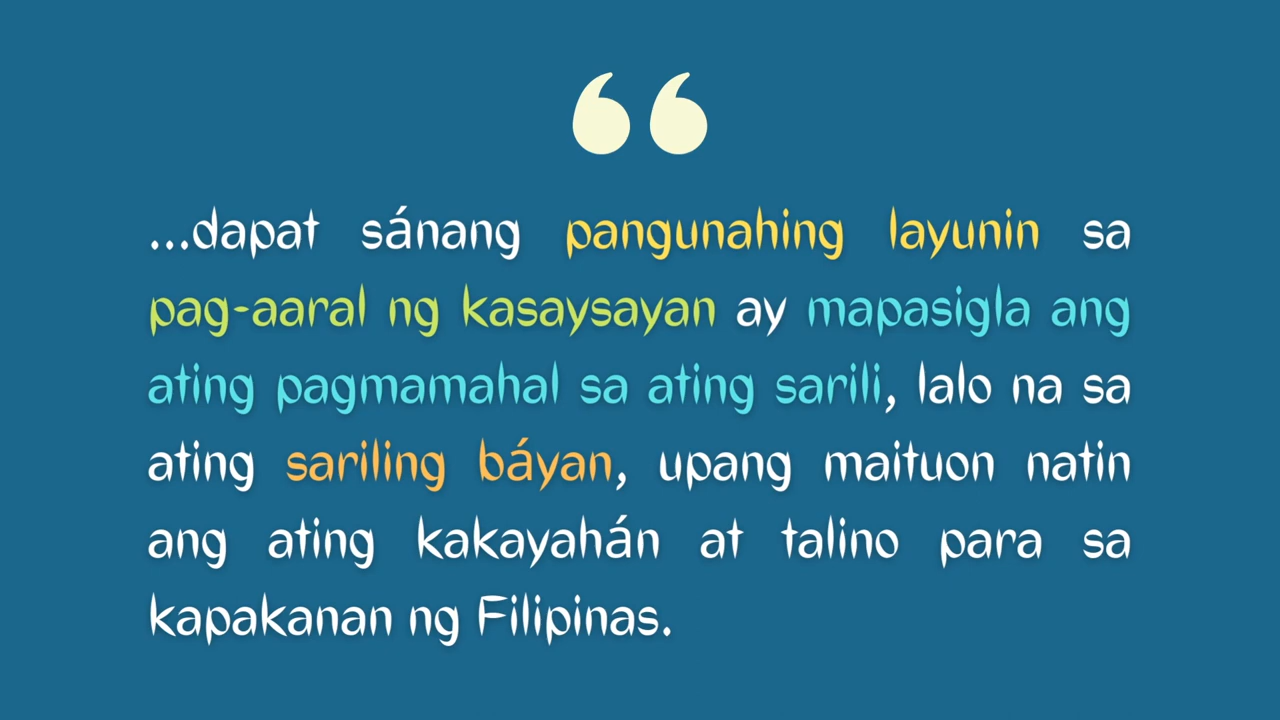 “
...dapat sánang pangunahing layunin sa
pag-aaral ng kasaysayan ay mapasigla ang
ating pagmamahal sa ating sarili, lalo na sa
ating sariling báyan, upang maituon natin
ang ating kakayahán at talino para sa
kapakanan ng Filipinas.